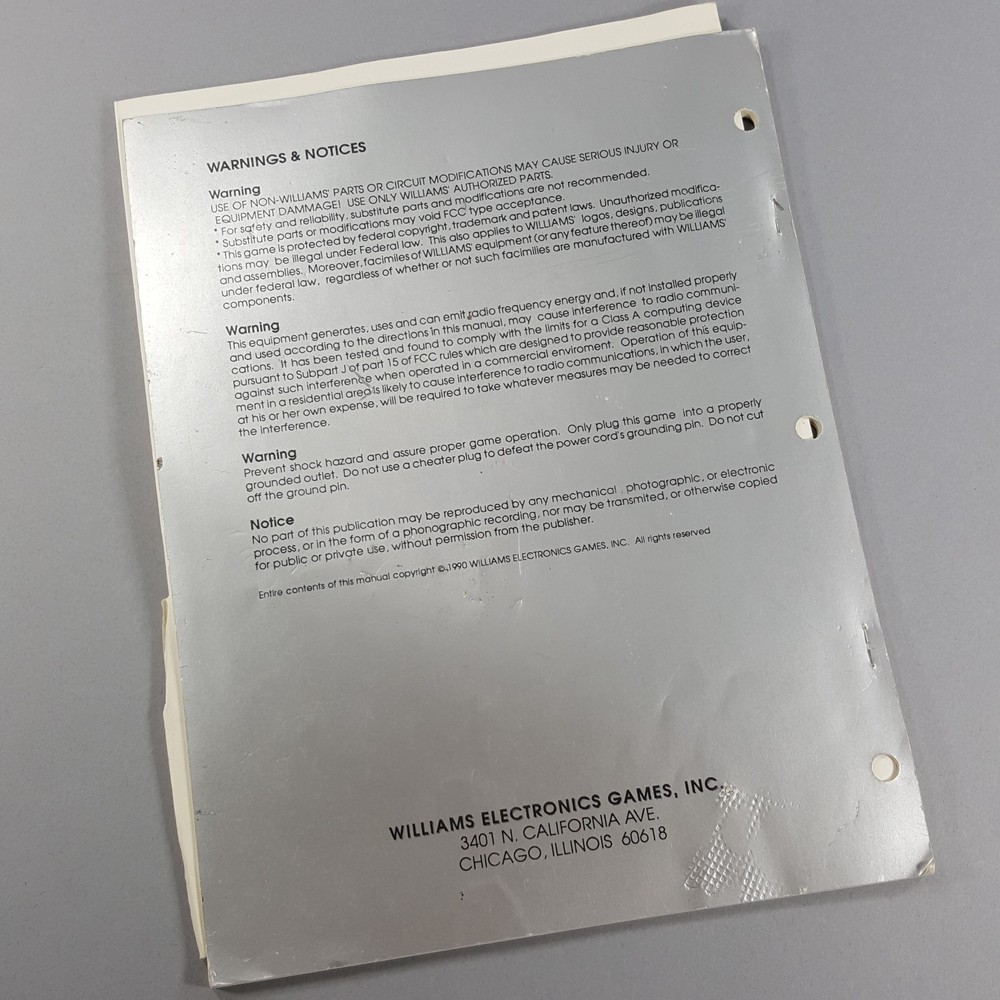 WARNINGS & NOTICES
Warning
USE OF NON-WILLIAMS' PARTS OR CIRCUIT MODIFICATIONS MAY CAUSE SERIOUS INJURY OR
EQUIPMENT DAMMAGE! USE ONLY WILLIAMS' AUTHORIZED PARTS.
• For safety and reliability, substitute parts and modifications are not recommended.
• Substitute parts or modifications may void FCC type acceptance.
• This game is protected by federal copyright, trademark and patent laws. Unauthorized modifica-
tions may be illegal under Federal law. This also applies to WILLIAMS' logos, designs, publications
and assemblies. Moreover, facimiles of WILLIAMS' equipment (or any feature thereof) may be illegal
under federal law, regardless of whether or not such facimilies are manufactured with WILLIAMS'
components.
Warning
This equipment generates, uses and can emit radio frequency energy and, if not installed properly
and used according to the directions in this manual, may cause interference to radio communi-
cations. It has been tested and found to comply with the limits for a Class A computing device
pursuant to Subpart J of part 15 of FCC rules which are designed to provide reasonable protection
against such interference when operated in a commercial enviroment. Operation of this equip-
ment in a residential area is likely to cause interference to radio communications, in which the user,
at his or her own expense, will be required to take whatever measures may be needed to correct
the interference.
Warning
Prevent shock hazard and assure proper game operation. Only plug this game into a properly
grounded outlet. Do not use a cheater plug to defeat the power cord's grounding pin. Do not cut
off the ground pin.
Notice
No part of this publication may be reproduced by any mechanical , photographic, or electronic
process, or in the form of a phonographic recording, nor may be transmited, or otherwise copied
for public or private use, without permission from the publisher.
Entire contents of this manual copyright ©, 1990 WILLIAMS ELECTRONICS GAMES, INC. All rights reserved
WILLIAMS ELECTRONICS GAMES, INC.
3401 N. CALIFORNIA AVE.
CHICAGO, ILLINOIS 60618